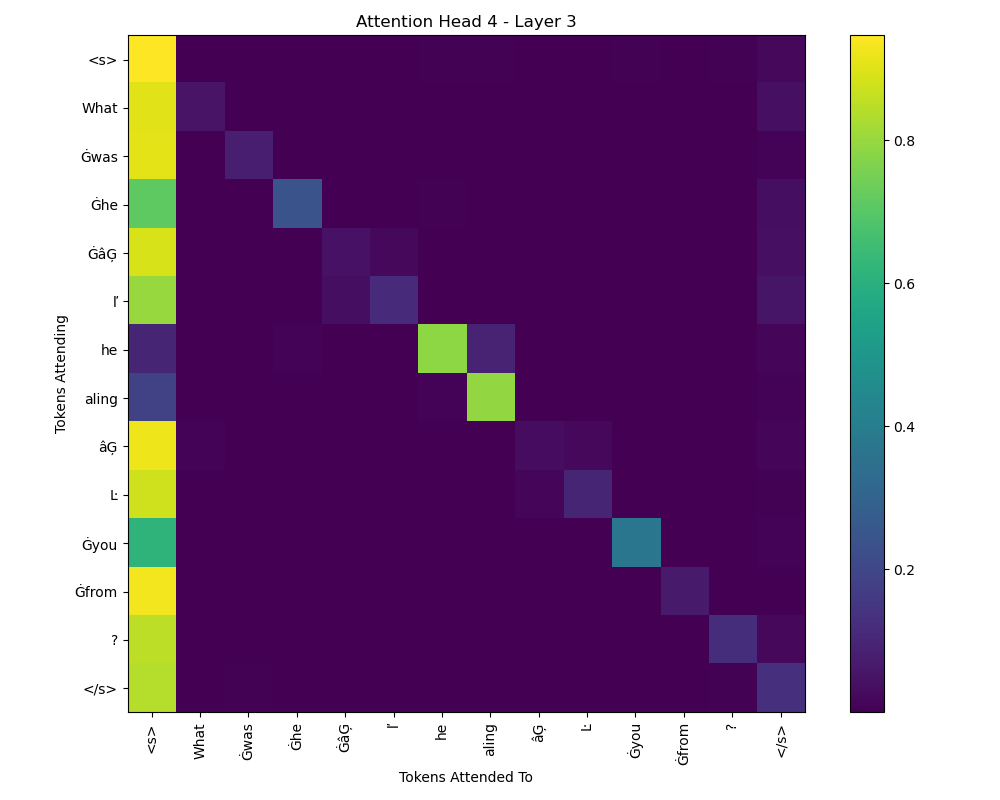 Attention Head 4 - Layer 3
<s>
What
Ġwas
Ġhe
ĠâĢ
ľ
he
aling
âĢ
Ŀ
Ġyou
Ġfrom
?
</s>
Tokens Attending
<s>
What
Ġwas
Ġhe
ĠâĢ
ľ
he
aling
âĢ
Ŀ
Ġyou
Ġfrom
?
</s>
Tokens Attended To
0.8
0.6
0.4
0.2